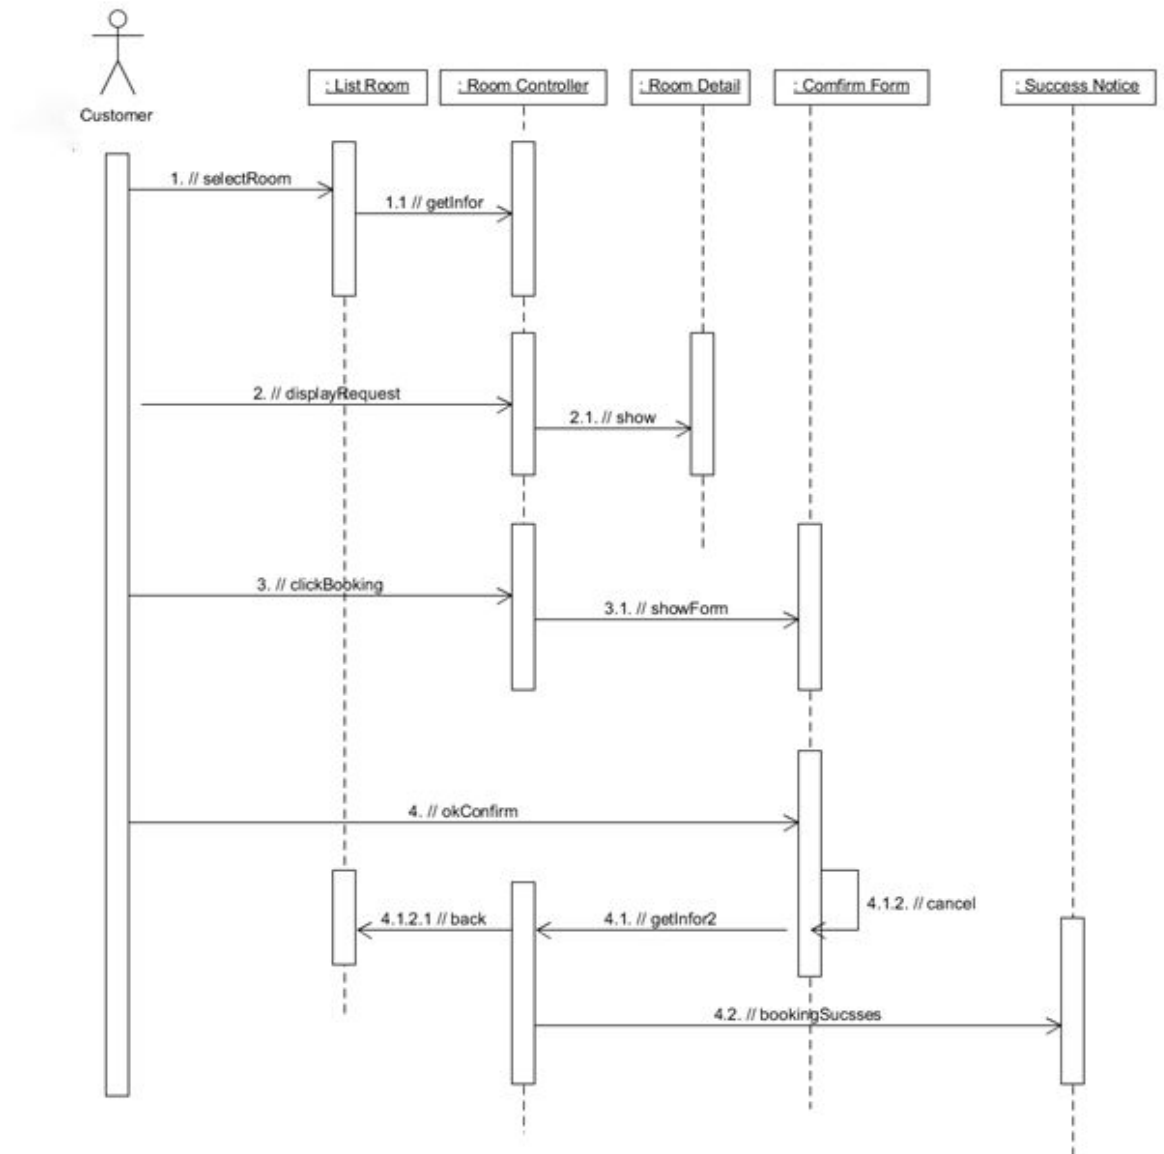 : List Room
: Room Controller
: Room Detail
: Comfirm Form
: Success Notice
Customer
1. // selectRoom
1.1 // getInfor
2. // displayRequest
2.1. // show
3. // clickBooking
3.1. // showForm
4. // okConfirm
4.1.2. // cancel
4.1.2.1 // back
4.1. // getInfor2
4.2. // bookingSucsses